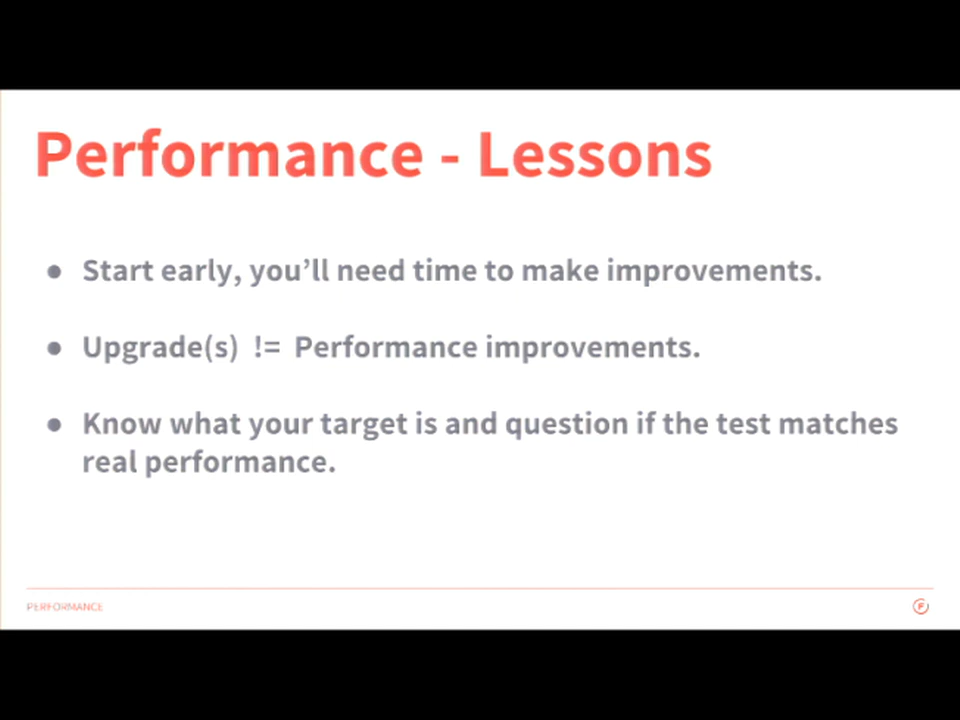 Performance - Lessons
● Start early, you’ll need time to make improvements.
● Upgrade(s) != Performance improvements.
● Know what your target is and question if the test matches
real performance.
PERFORMANCE
F